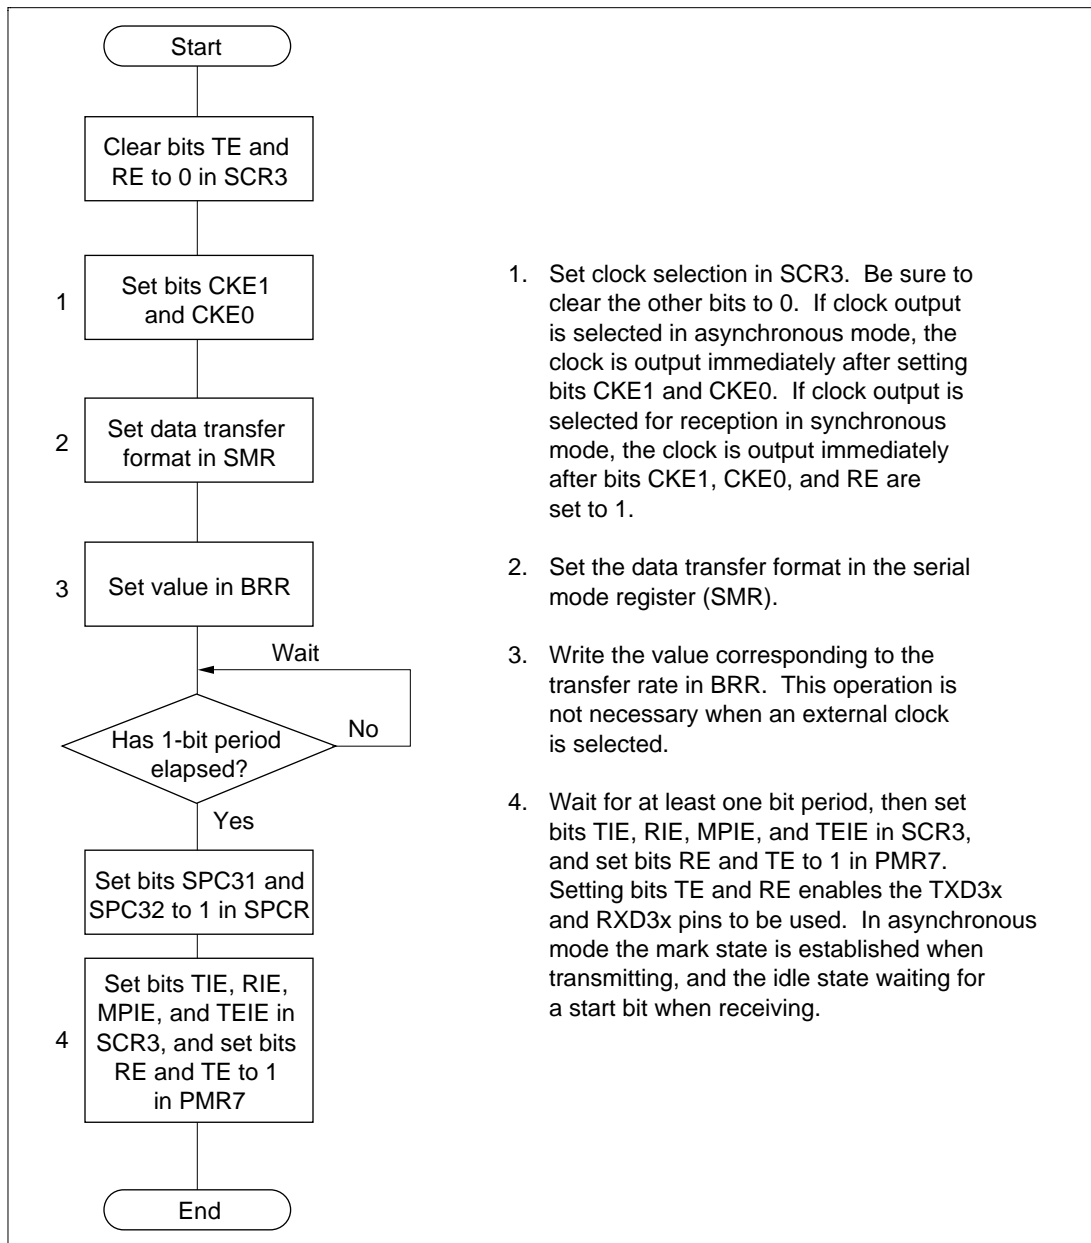 Start
Clear bits TE and
RE to 0 in SCR3
1
Set bits CKE1
and CKE0
2
Set data transfer
format in SMR
3
Set value in BRR
Wait
Has 1-bit period
elapsed?
No
Yes
Set bits SPC31 and
SPC32 to 1 in SPCR
4
Set bits TIE, RIE,
MPIE, and TEIE in
SCR3, and set bits
RE and TE to 1
in PMR7
End
1. Set clock selection in SCR3. Be sure to
clear the other bits to 0. If clock output
is selected in asynchronous mode, the
clock is output immediately after setting
bits CKE1 and CKE0. If clock output is
selected for reception in synchronous
mode, the clock is output immediately
after bits CKE1, CKE0, and RE are
set to 1.
2. Set the data transfer format in the serial
mode register (SMR).
3. Write the value corresponding to the
transfer rate in BRR. This operation is
not necessary when an external clock
is selected.
4. Wait for at least one bit period, then set
bits TIE, RIE, MPIE, and TEIE in SCR3,
and set bits RE and TE to 1 in PMR7.
Setting bits TE and RE enables the TXD3x
and RXD3x pins to be used. In asynchronous
mode the mark state is established when
transmitting, and the idle state waiting for
a start bit when receiving.